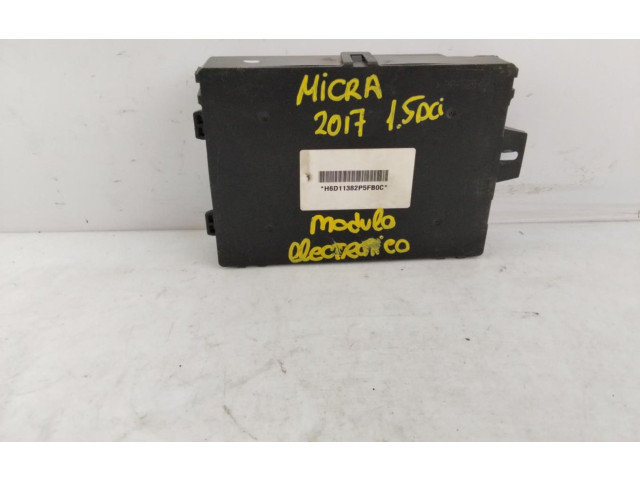 MiCRA
2017 1.5DCi
*H6D11382P5FB0C*
Modulo
electronico